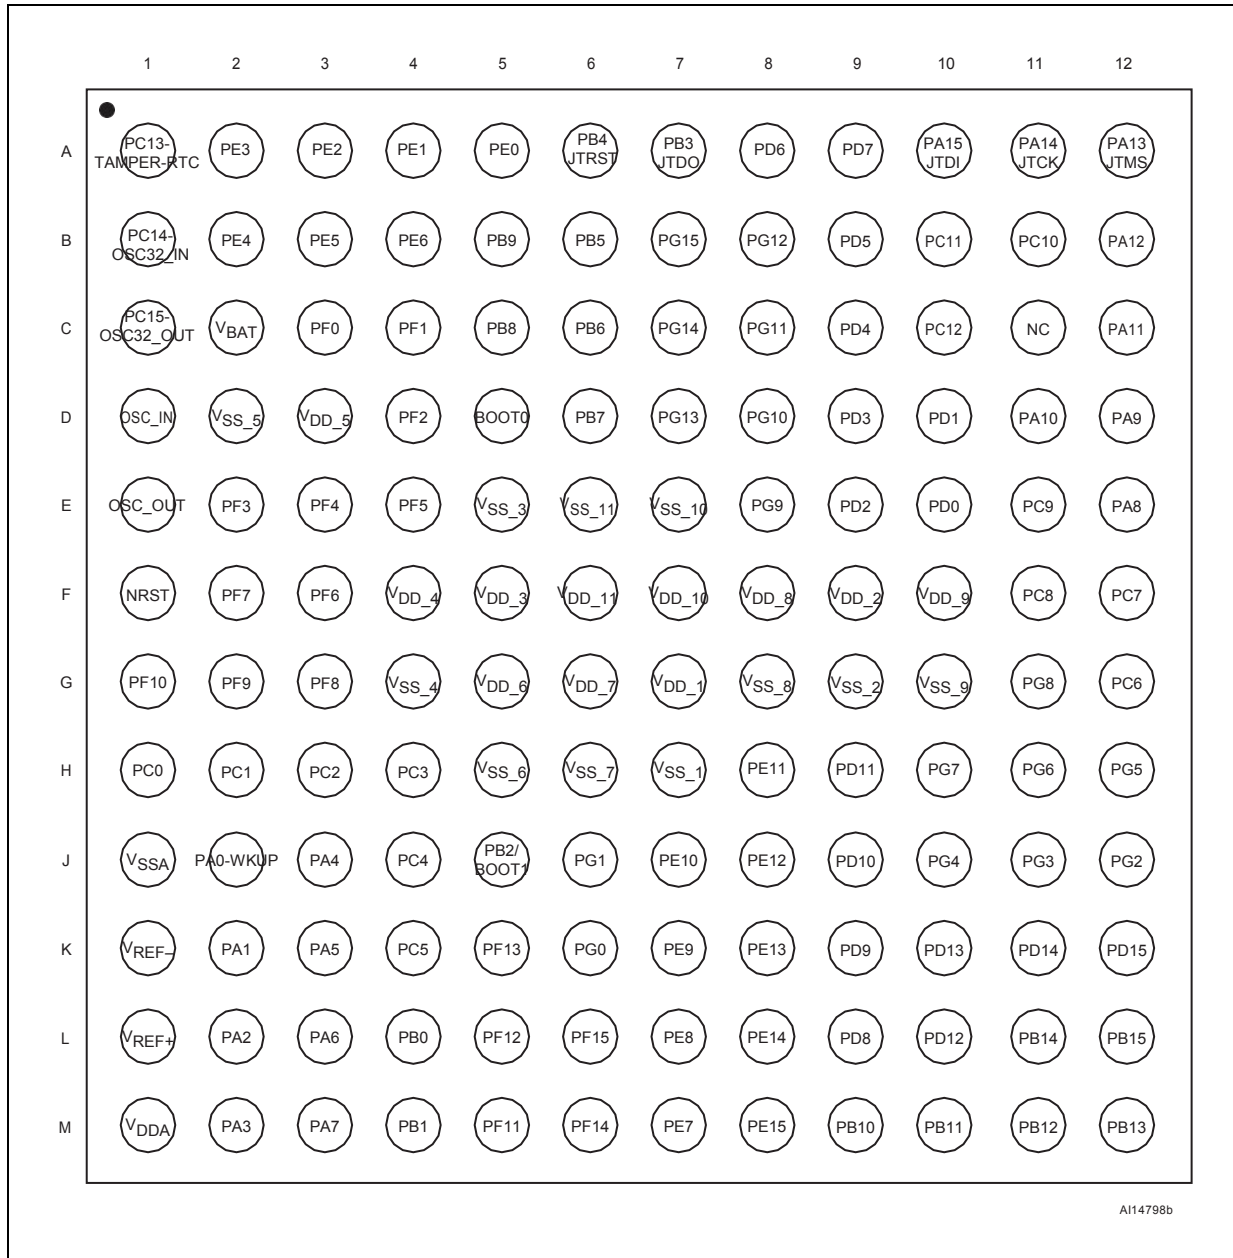 1 2 3 4 5 6 7 8 9 10 11 12
A PC13-TAMPER-RTC PE3 PE2 PE1 PE0 PB4 JTRST PB3 JTDO PD6 PD7 PA15 JTDI PA14 JTCK PA13 JTMS
B PC14-OSC32_IN PE4 PE5 PE6 PB9 PB5 PG15 PG12 PD5 PC11 PC10 PA12
C PC15-OSC32_OUT VBAT PF0 PF1 PB8 PB6 PG14 PG11 PD4 PC12 NC PA11
D OSC_IN VSS_5 VDD_5 PF2 BOOT0 PB7 PG13 PG10 PD3 PD1 PA10 PA9
E OSC_OUT PF3 PF4 PF5 VSS_3 VSS_11 VSS_10 PG9 PD2 PD0 PC9 PA8
F NRST PF7 PF6 VDD_4 VDD_3 VDD_11 VDD_10 VDD_8 VDD_2 VDD_9 PC8 PC7
G PF10 PF9 PF8 VSS_4 VDD_6 VDD_7 VDD_1 VSS_8 VSS_2 VSS_9 PG8 PC6
H PC0 PC1 PC2 PC3 VSS_6 VSS_7 VSS_1 PE11 PD11 PG7 PG6 PG5
J VSSA PA0-WKUP PA4 PC4 PB2/BOOT1 PG1 PE10 PE12 PD10 PG4 PG3 PG2
K VREF– PA1 PA5 PC5 PF13 PG0 PE9 PE13 PD9 PD13 PD14 PD15
L VREF+ PA2 PA6 PB0 PF12 PF15 PE8 PE14 PD8 PD12 PB14 PB15
M VDDA PA3 PA7 PB1 PF11 PF14 PE7 PE15 PB10 PB11 PB12 PB13
AI14798b